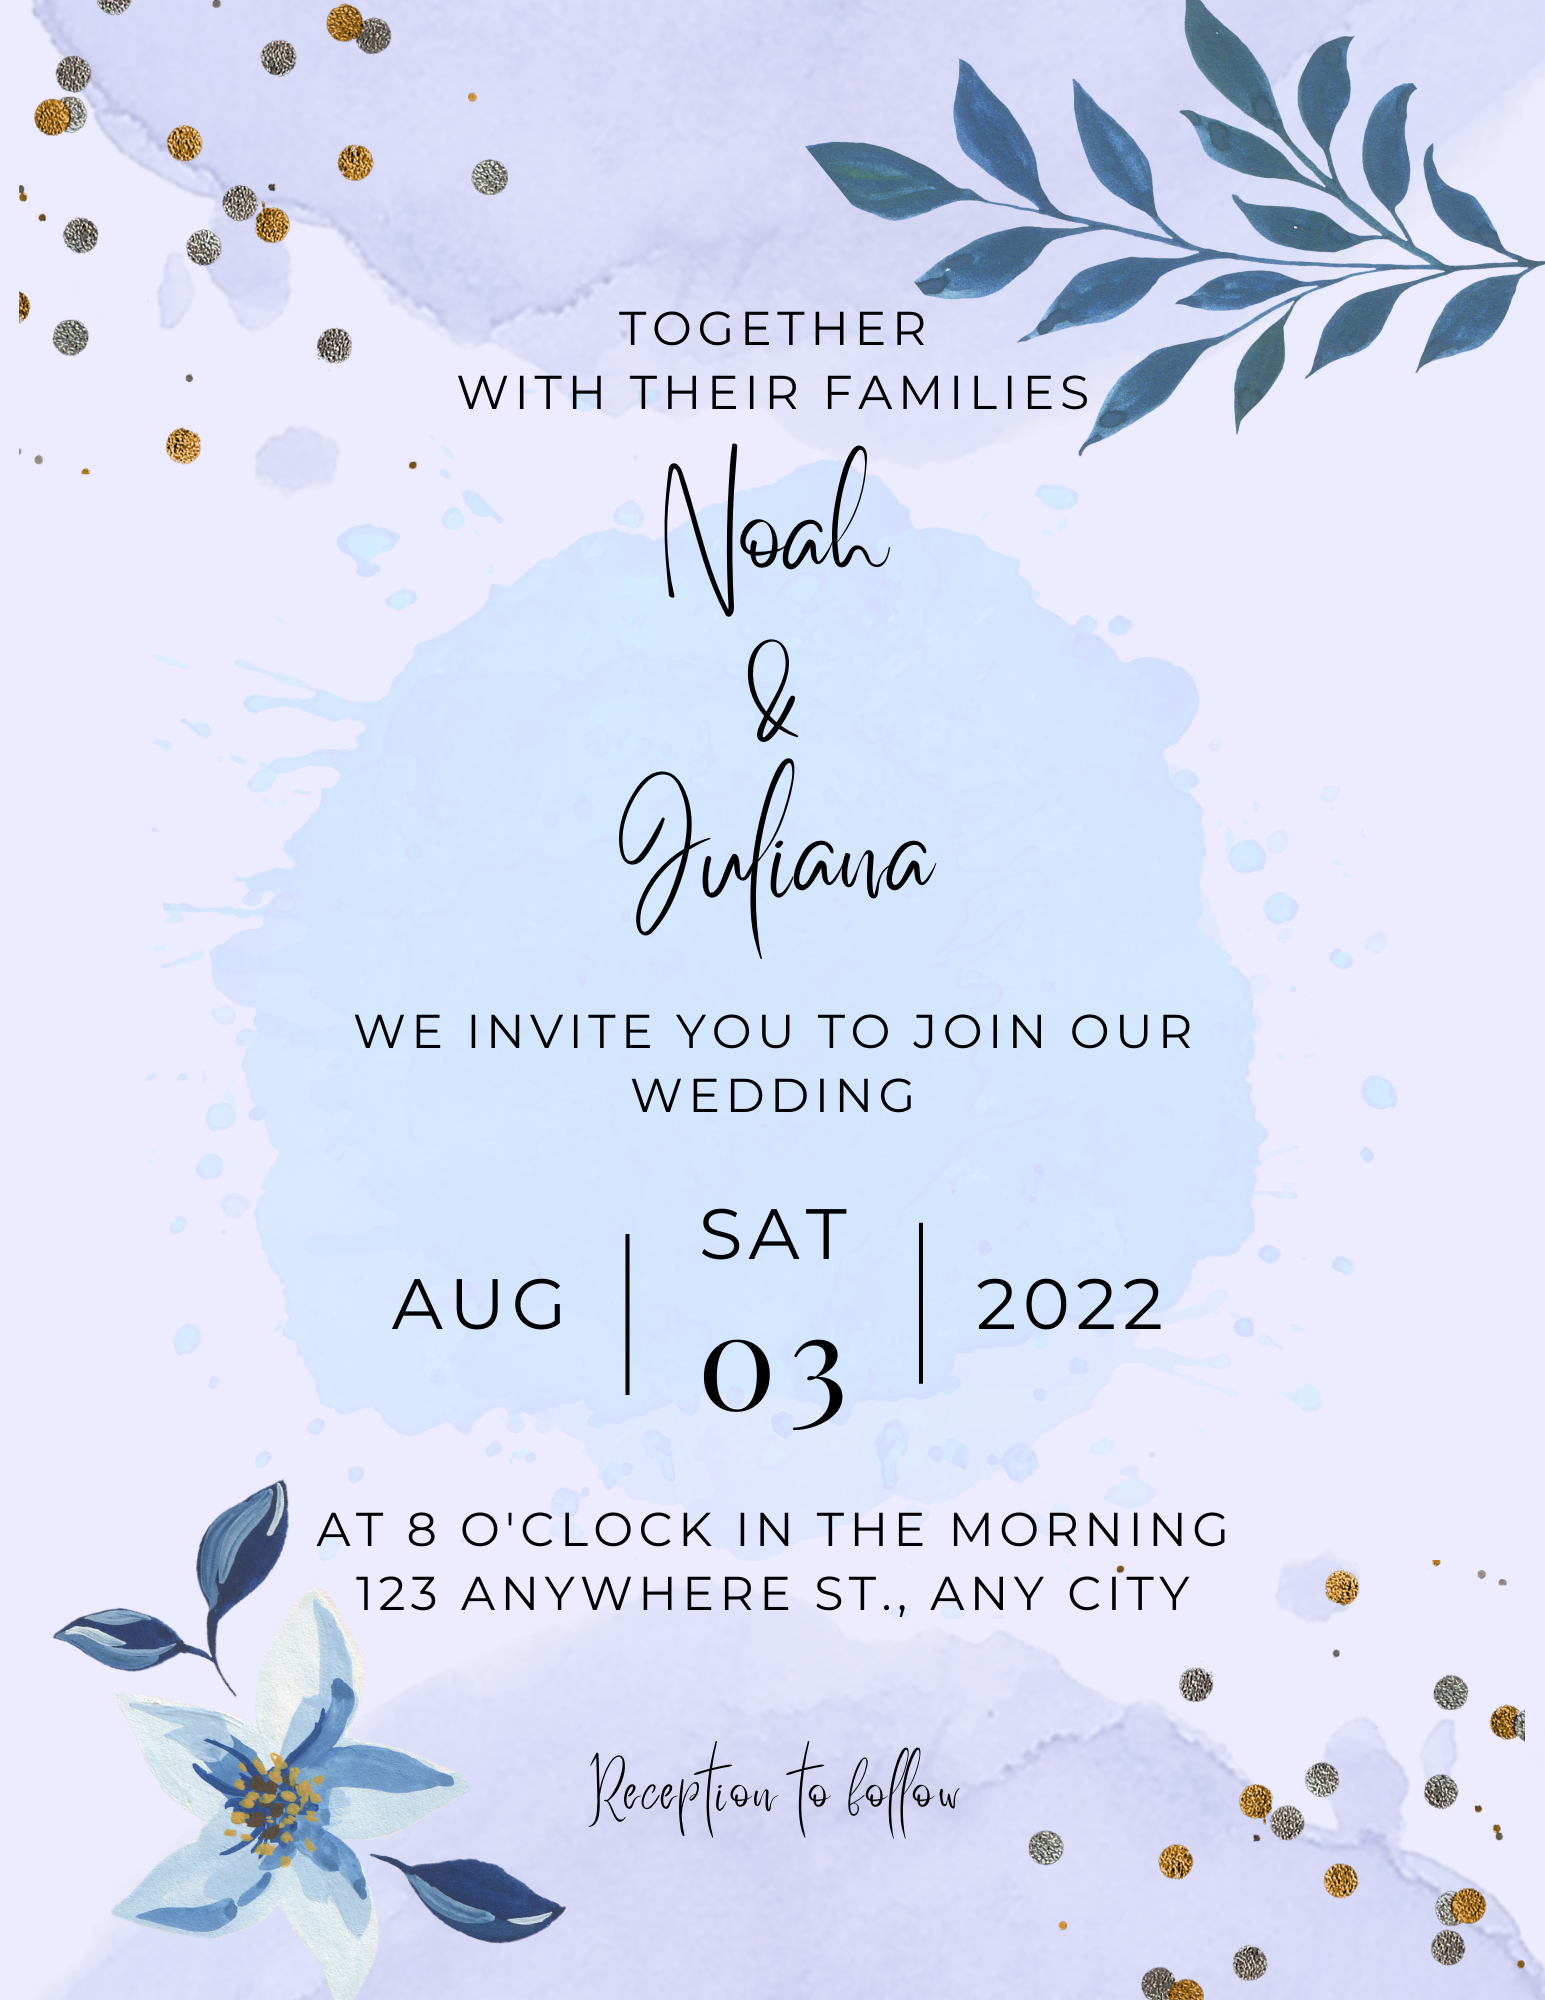 TOGETHER
WITH THEIR FAMILIES
Noah
&
Juliana
WE INVITE YOU TO JOIN OUR
WEDDING
AUG
SAT
03
2022
AT 8 O'CLOCK IN THE MORNING
123 ANYWHERE ST., ANY CITY
Reception to follow